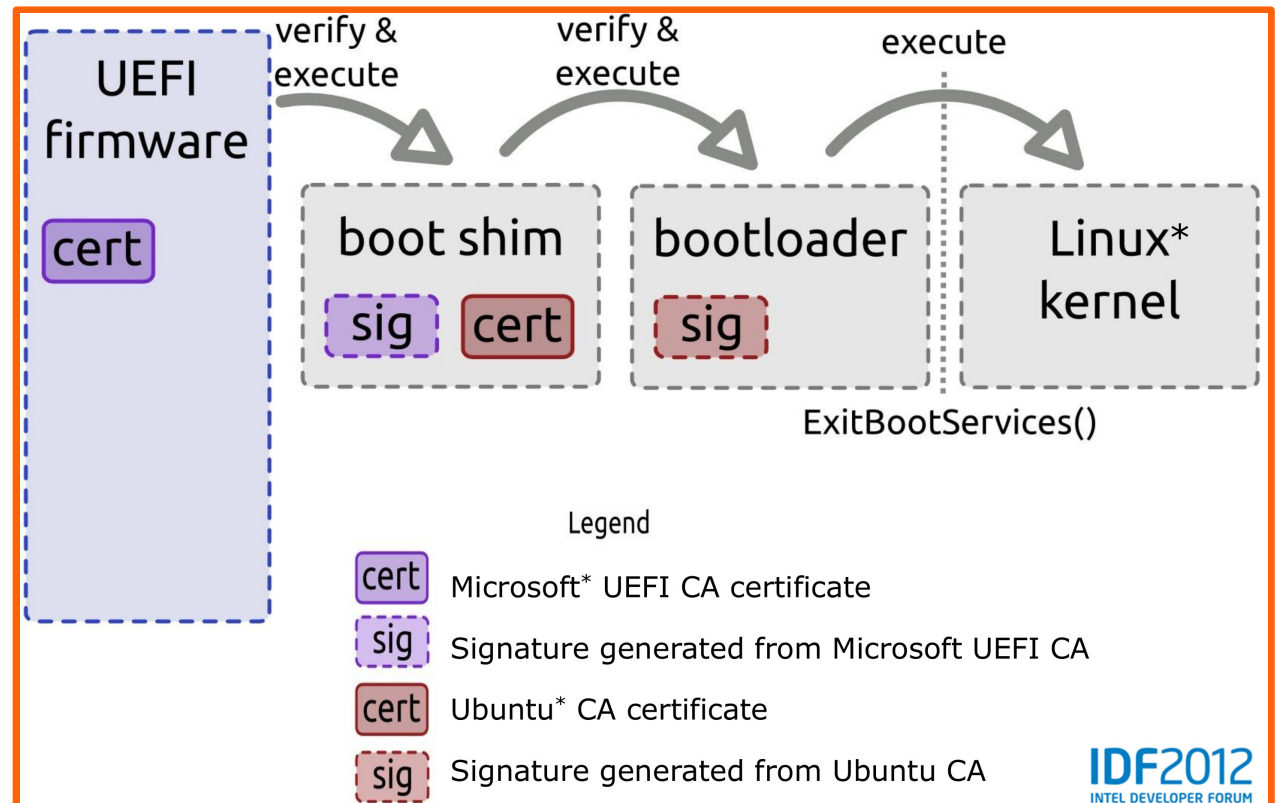 verify &
execute
verify &
execute
execute
UEFI
firmware
cert
boot shim
sig
cert
bootloader
sig
Linux*
kernel
ExitBootServices()
Legend
cert Microsoft* UEFI CA certificate
sig Signature generated from Microsoft UEFI CA
cert Ubuntu* CA certificate
sig Signature generated from Ubuntu CA
IDF2012
INTEL DEVELOPER FORUM